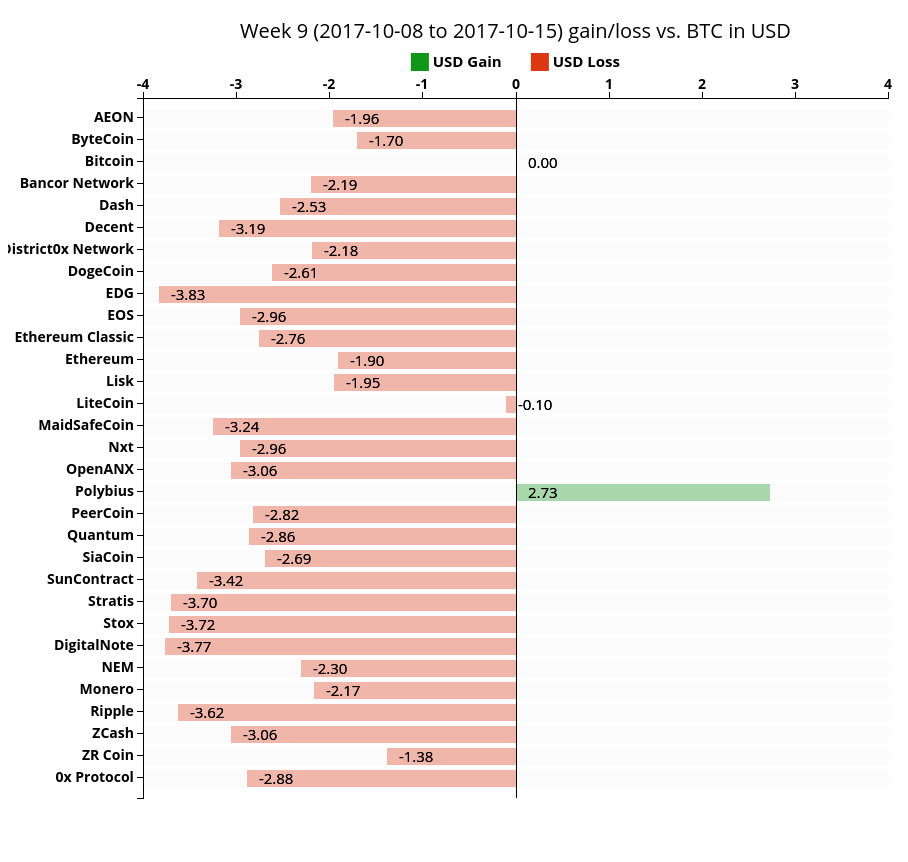 Week 9 (2017-10-08 to 2017-10-15) gain/loss vs. BTC in USD
USD Gain USD Loss
-4 -3 -2 -1 0 1 2 3 4
AEON -1.96
ByteCoin -1.70
Bitcoin 0.00
Bancor Network -2.19
Dash -2.53
Decent -3.19
istrict0x Network -2.18
DogeCoin -2.61
EDG -3.83
EOS -2.96
Ethereum Classic -2.76
Ethereum -1.90
Lisk -1.95
LiteCoin -0.10
MaidSafeCoin -3.24
Nxt -2.96
OpenANX -3.06
Polybius 2.73
PeerCoin -2.82
Quantum -2.86
SiaCoin -2.69
SunContract -3.42
Stratis -3.70
Stox -3.72
DigitalNote -3.77
NEM -2.30
Monero -2.17
Ripple -3.62
ZCash -3.06
ZR Coin -1.38
0x Protocol -2.88